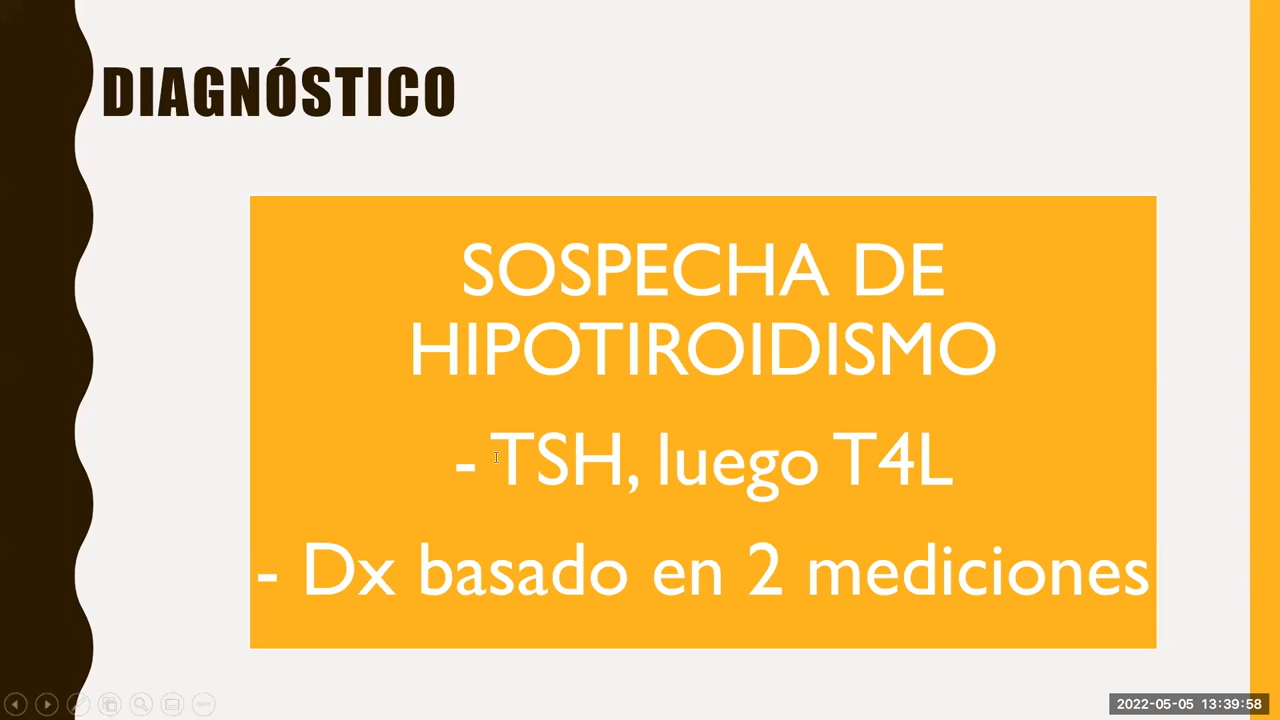 DIAGNÓSTICO
SOSPECHA DE
HIPOTIROIDISMO
- TSH, luego T4L
- Dx basado en 2 mediciones
2022-05-05 13:39:58